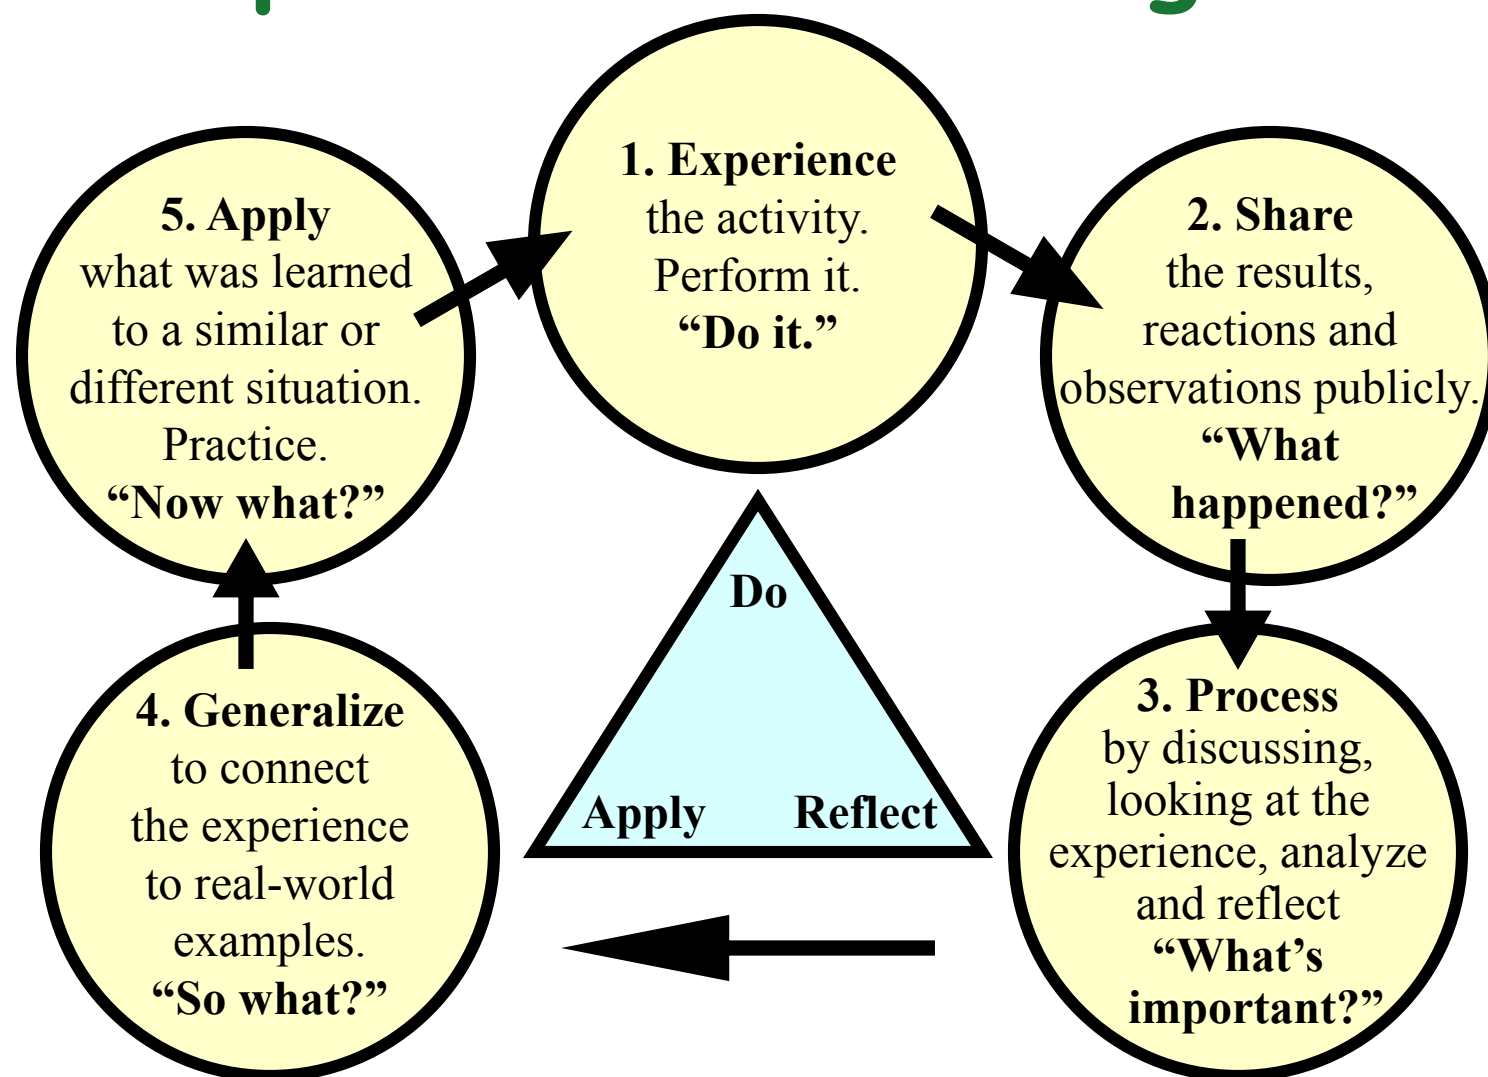 1. Experience
the activity.
Perform it.
“Do it.”
2. Share
the results,
reactions and
observations publicly.
“What
happened?”
3. Process
by discussing,
looking at the
experience, analyze
and reflect
“What’s
important?”
4. Generalize
to connect
the experience
to real-world
examples.
“So what?”
5. Apply
what was learned
to a similar or
different situation.
Practice.
“Now what?”
Do
Apply Reflect